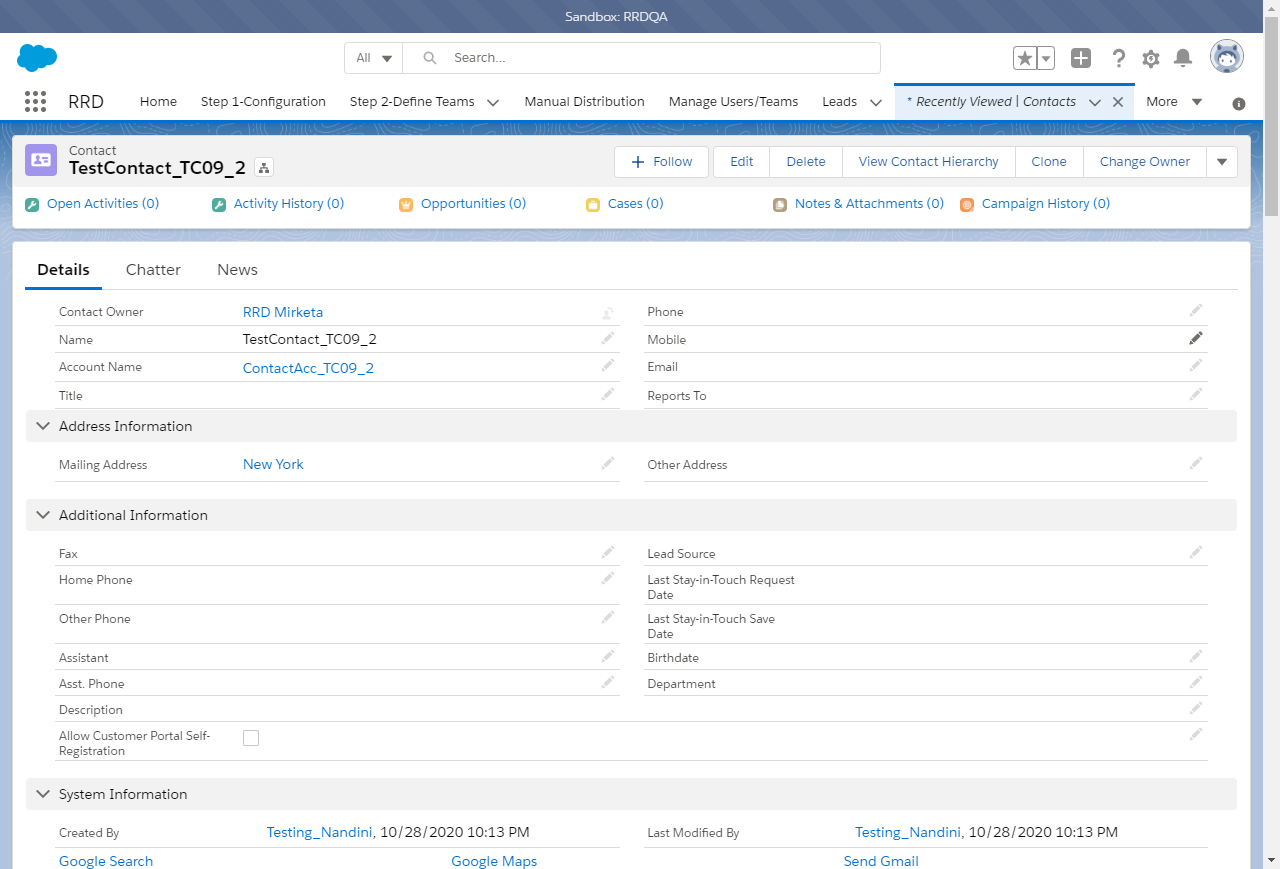 Sandbox: RRDQA
All
Search...
RRD
Home
Step 1-Configuration
Step 2-Define Teams
Manual Distribution
Manage Users/Teams
Leads
* Recently Viewed | Contacts
More
Contact
TestContact_TC09_2
Follow
Edit
Delete
View Contact Hierarchy
Clone
Change Owner
Open Activities (0)
Activity History (0)
Opportunities (0)
Cases (0)
Notes & Attachments (0)
Campaign History (0)
Details
Chatter
News
Contact Owner
RRD Mirketa
Phone
Name
TestContact_TC09_2
Mobile
Account Name
ContactAcc_TC09_2
Email
Title
Reports To
Address Information
Mailing Address
New York
Other Address
Additional Information
Fax
Lead Source
Home Phone
Last Stay-in-Touch Request
Date
Other Phone
Last Stay-in-Touch Save
Date
Assistant
Birthdate
Asst. Phone
Department
Description
Allow Customer Portal Self-
Registration
System Information
Created By
Testing_Nandini, 10/28/2020 10:13 PM
Last Modified By
Testing_Nandini, 10/28/2020 10:13 PM
Google Search
Google Maps
Send Gmail